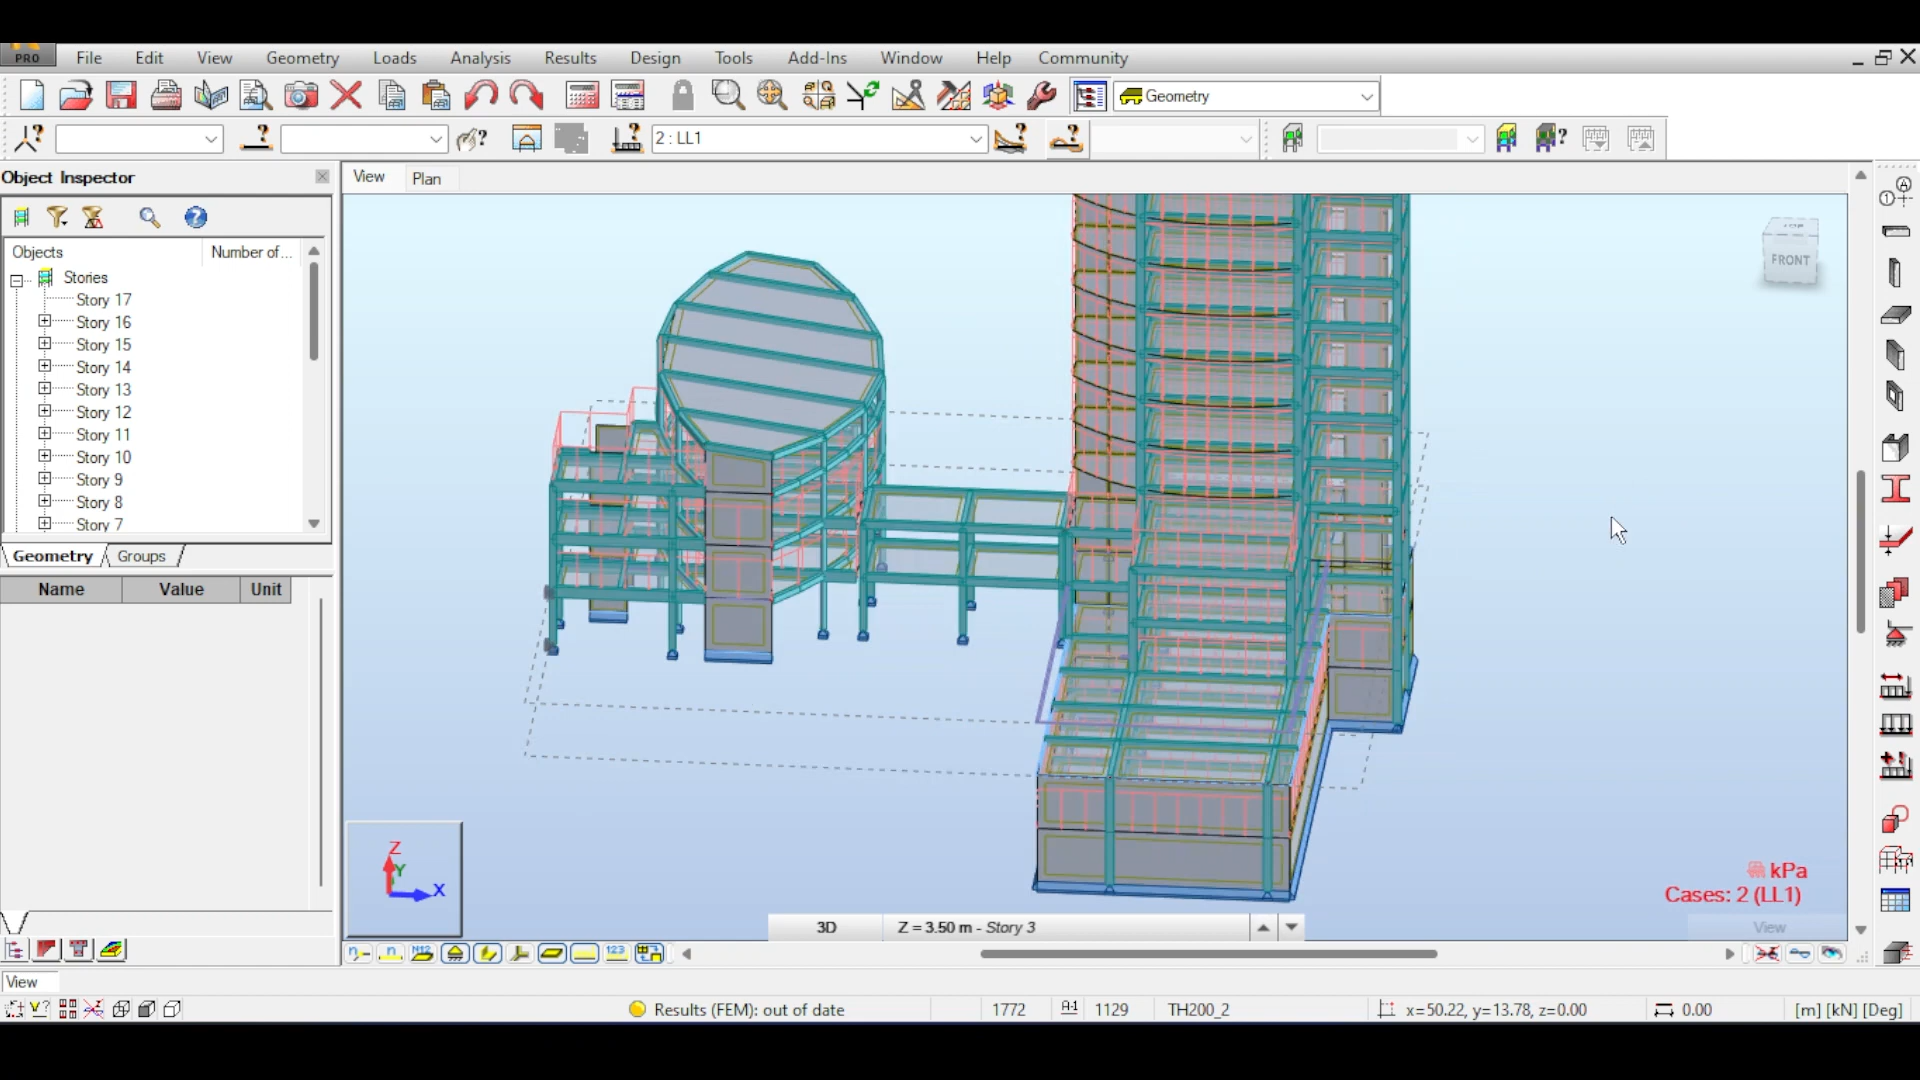 PRO
File Edit View Geometry Loads Analysis Results Design Tools Add-Ins Window Help Community
Geometry
2 : LL1
Object Inspector
View
Plan
Objects
Number of...
Stories
Story 17
Story 16
Story 15
Story 14
Story 13
Story 12
Story 11
Story 10
Story 9
Story 8
Story 7
Geometry
Groups
Name Value Unit
TOP
FRONT
Z
Y
X
kPa
Cases: 2 (LL1)
3D
Z = 3.50 m - Story 3
View
View
Results (FEM): out of date
1772
1129
TH200_2
x=50.22, y=13.78, z=0.00
0.00
[m] [kN] [Deg]